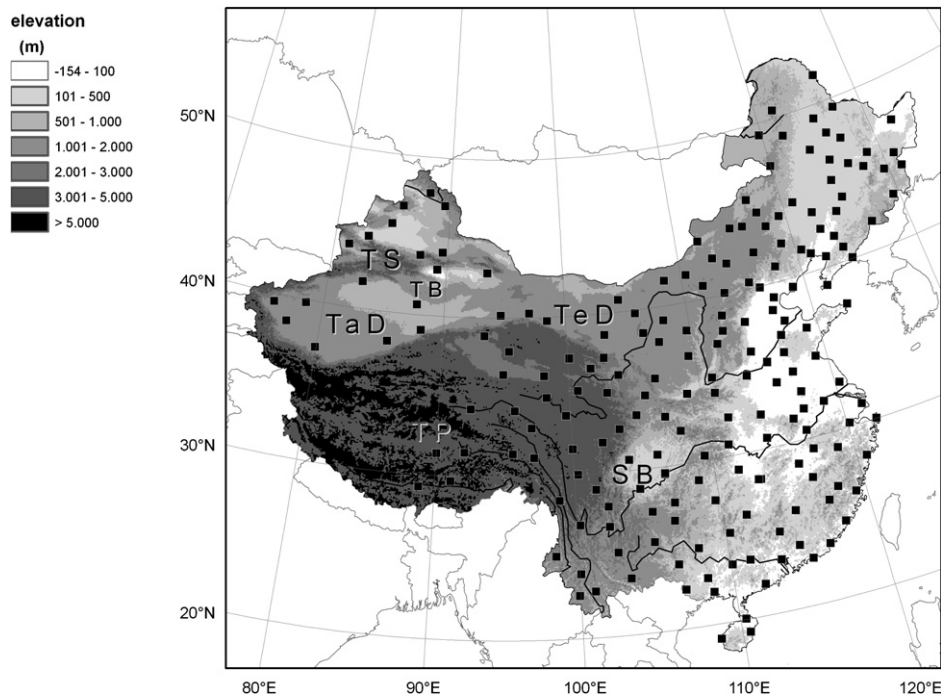 elevation
(m)
-154 - 100
101 - 500
501 - 1.000
1.001 - 2.000
2.001 - 3.000
3.001 - 5.000
> 5.000
50°N
40°N
30°N
20°N
TS
TB
TaD
TeD
TP
SB
80°E
90°E
100°E
110°E
120°E